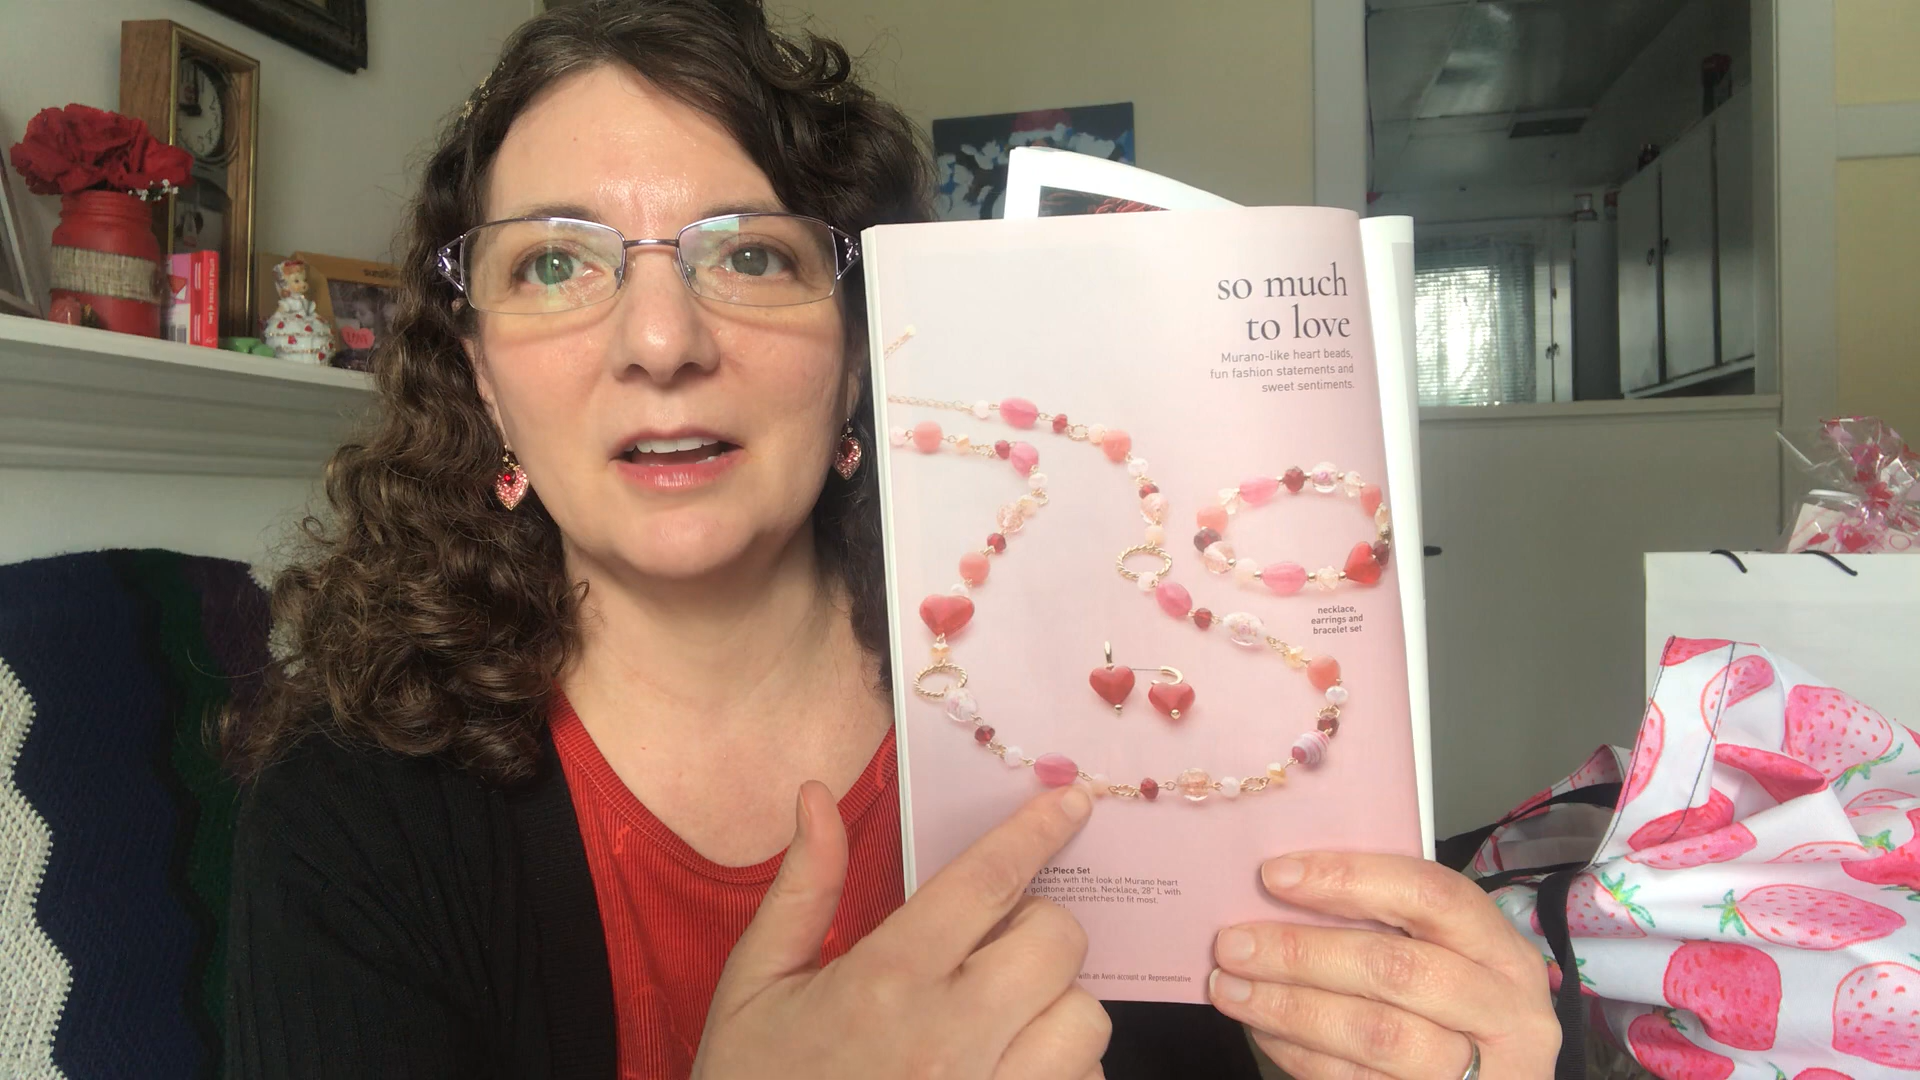 so much
to love
Murano-like heart beads,
fun fashion statements and
sweet sentiments.
necklace,
earrings and
bracelet set
3-Piece Set
beads with the look of Murano heart
goldtone accents. Necklace, 28" L with
Bracelet stretches to fit most.
with an Avon account or Representative
LOVE